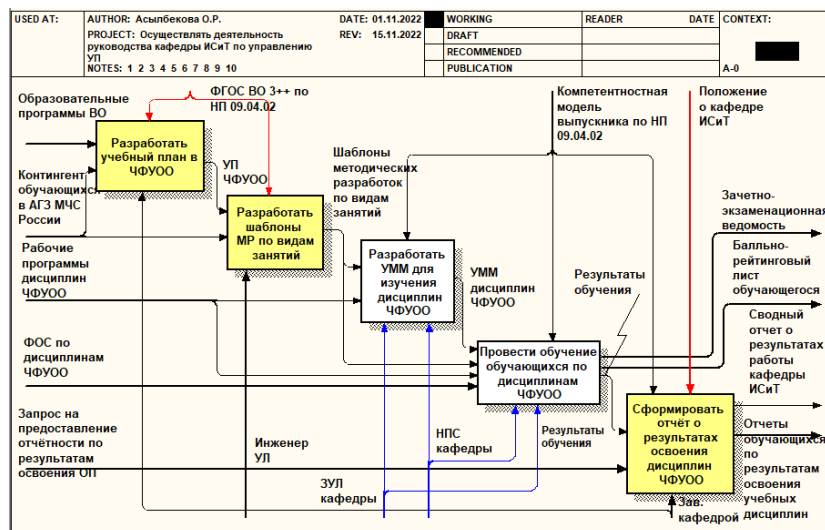 USED AT:
AUTHOR: Асылбекова О.Р.
DATE: 01.11.2022
WORKING
READER
DATE
CONTEXT:
PROJECT: Осуществлять деятельность
руководства кафедры ИСиТ по управлению
УП
REV: 15.11.2022
DRAFT
RECOMMENDED
NOTES: 1 2 3 4 5 6 7 8 9 10
PUBLICATION
A-0
Образовательные
программы ВО
ФГОС ВО 3++ по
НП 09.04.02
Компетентностная
модель
выпускника по НП
09.04.02
Положение
о кафедре
ИСиТ
Разработать
учебный план в
ЧФУОО
УП
ЧФУОО
Шаблоны
методических
разработок
по видам
занятий
Контингент
обучающихся
в АГЗ МЧС
России
Разработать
шаблоны
МР по видам
занятий
Зачетно-
экзаменационная
ведомость
Рабочие
программы
дисциплин
ЧФУОО
Разработать
УММ для
изучения
дисциплин
ЧФУОО
УММ
дисциплин
ЧФУОО
Результаты
обучения
Балльно-
рейтинговый
лист
обучающегося
Сводный
отчет о
результатах
работы
кафедры
ИСиТ
ФОС по
дисциплинам
ЧФУОО
Провести обучение
обучающихся по
дисциплинам
ЧФУОО
Запрос на
предоставление
отчётности по
результатам
освоения ОП
Инженер
УЛ
НПС
кафедры
Результаты
обучения
Сформировать
отчёт о
результатах
освоения
дисциплин
ЧФУОО
Отчеты
обучающихся
по
результатам
освоения
учебных
дисциплин
ЗУЛ
кафедры
Зав.
кафедрой